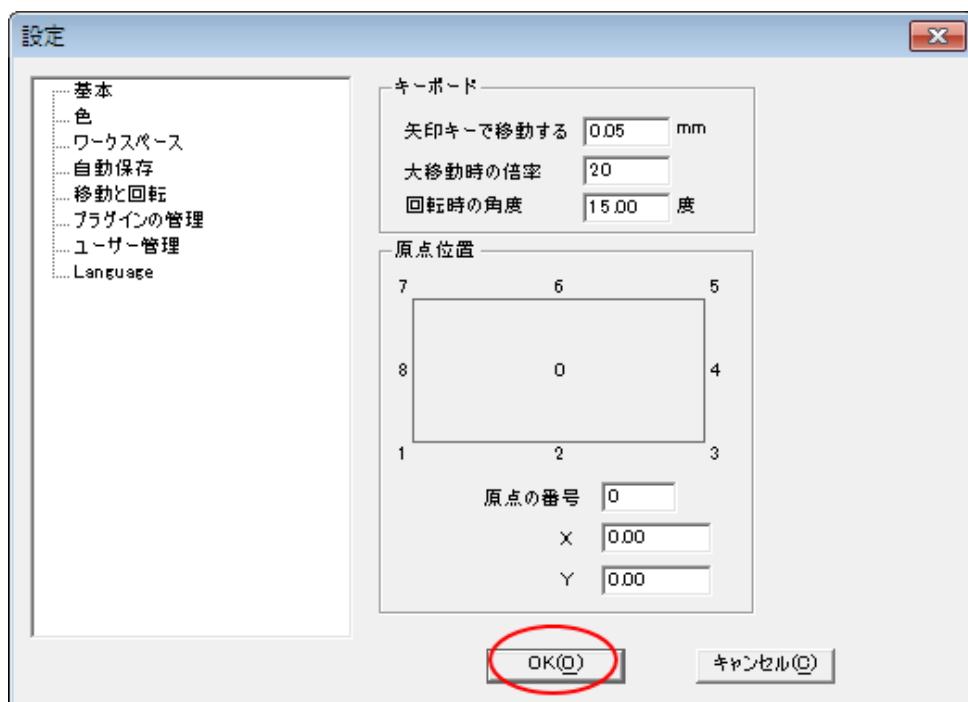 設定
基本
色
ワークスペース
自動保存
移動と回転
プラグインの管理
ユーザー管理
Language
キーボード
矢印キーで移動する 0.05 mm
大移動時の倍率 20
回転時の角度 15.00 度
原点位置
7 6 5
8 0 4
1 2 3
原点の番号 0
X 0.00
Y 0.00
OK(O) キャンセル(C)